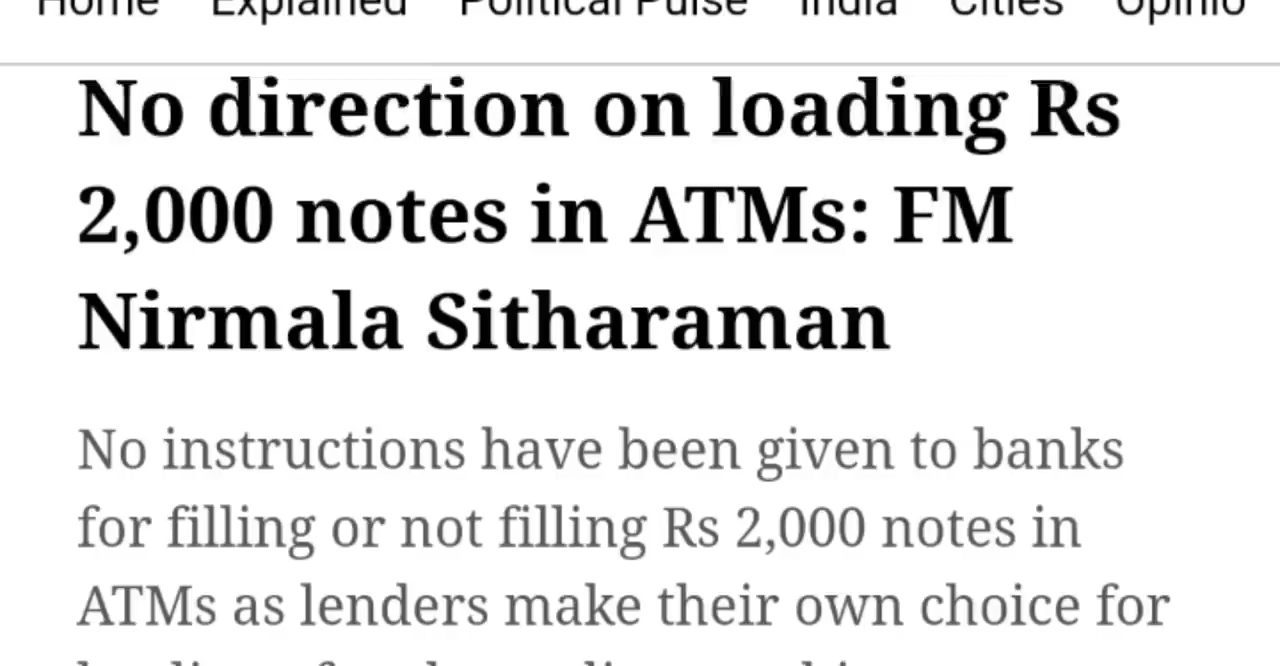 Home Explained Political Pulse India Cities Opinio
No direction on loading Rs
2,000 notes in ATMs: FM
Nirmala Sitharaman
No instructions have been given to banks
for filling or not filling Rs 2,000 notes in
ATMs as lenders make their own choice for